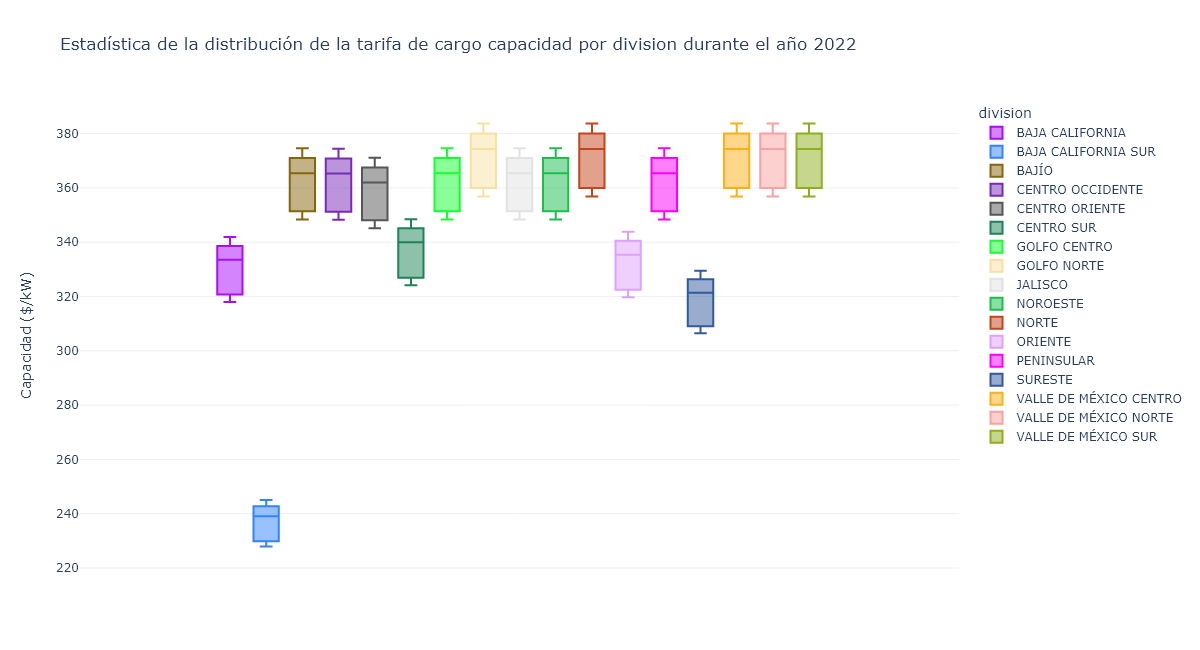 Estadística de la distribución de la tarifa de cargo capacidad por division durante el año 2022
Capacidad ($/kW)
380
360
340
320
300
280
260
240
220
division
BAJA CALIFORNIA
BAJA CALIFORNIA SUR
BAJÍO
CENTRO OCCIDENTE
CENTRO ORIENTE
CENTRO SUR
GOLFO CENTRO
GOLFO NORTE
JALISCO
NOROESTE
NORTE
ORIENTE
PENINSULAR
SURESTE
VALLE DE MÉXICO CENTRO
VALLE DE MÉXICO NORTE
VALLE DE MÉXICO SUR